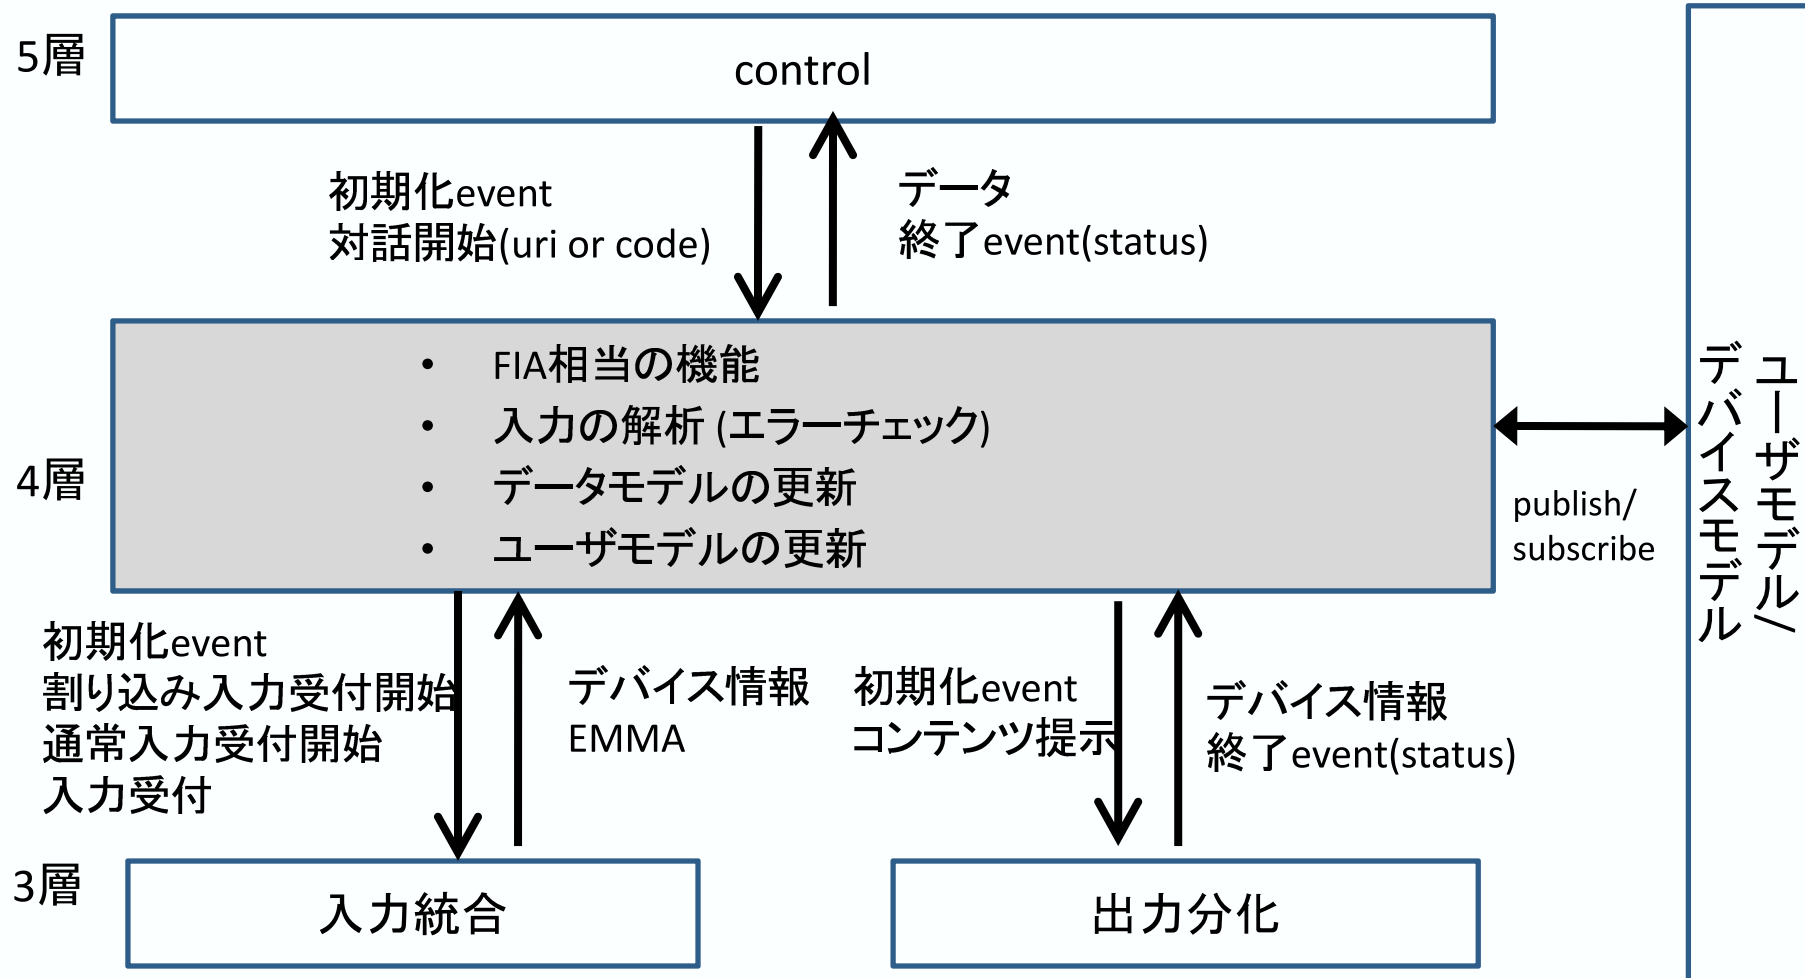 5層
control
初期化event
対話開始(uri or code)
データ
終了event(status)
4層
• FIA相当の機能
• 入力の解析 (エラーチェック)
• データモデルの更新
• ユーザモデルの更新
publish/
subscribe
ユーザモデル/
デバイスモデル
初期化event
割り込み入力受付開始
通常入力受付開始
入力受付
デバイス情報
EMMA
初期化event
コンテンツ提示
デバイス情報
終了event(status)
3層
入力統合
出力分化